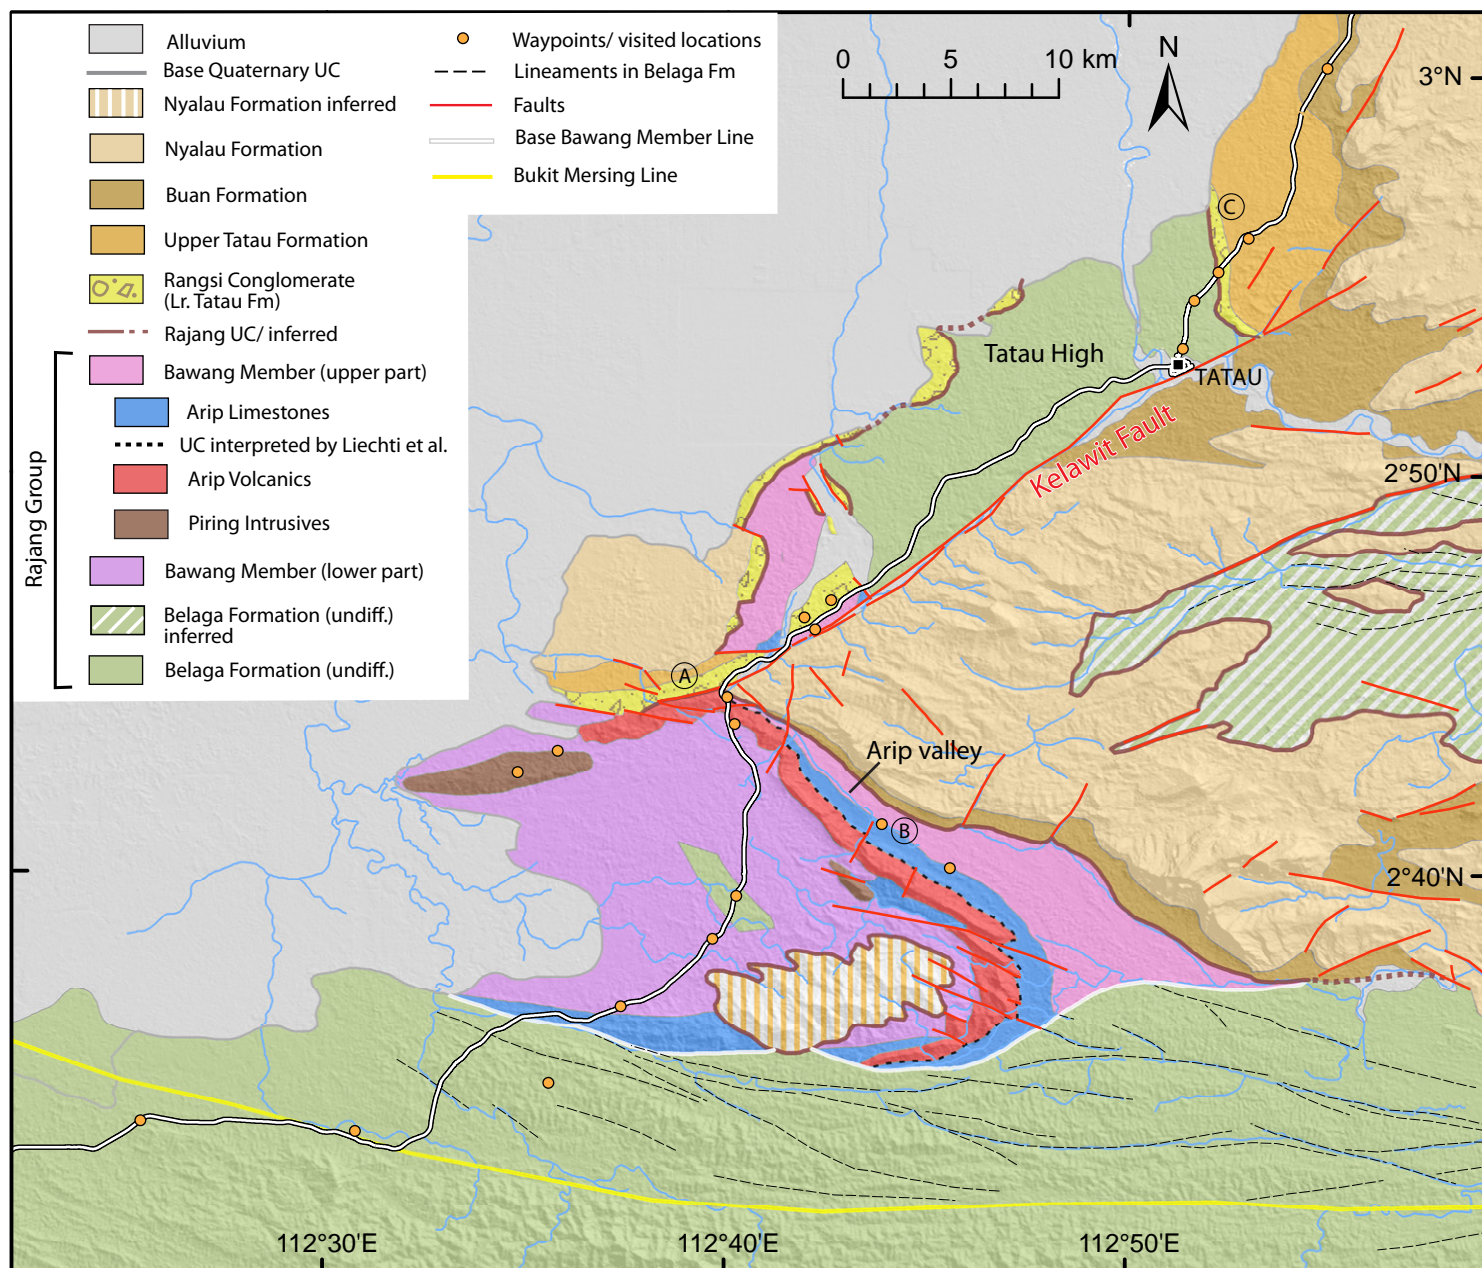 Alluvium
Base Quaternary UC
Nyalau Formation inferred
Nyalau Formation
Buan Formation
Upper Tatau Formation
Rangsi Conglomerate
(Lr. Tatau Fm)
Rajang UC/ inferred
Rajang Group
Bawang Member (upper part)
Arip Limestones
UC interpreted by Liechti et al.
Arip Volcanics
Piring Intrusives
Bawang Member (lower part)
Belaga Formation (undiff.)
inferred
Belaga Formation (undiff.)
Waypoints/ visited locations
Lineaments in Belaga Fm
Faults
Base Bawang Member Line
Bukit Mersing Line
0 5 10 km
N
3°N
C
Tatau High
TATAU
Kelawit Fault
2°50'N
A
Arip valley
B
2°40'N
112°30'E
112°40'E
112°50'E